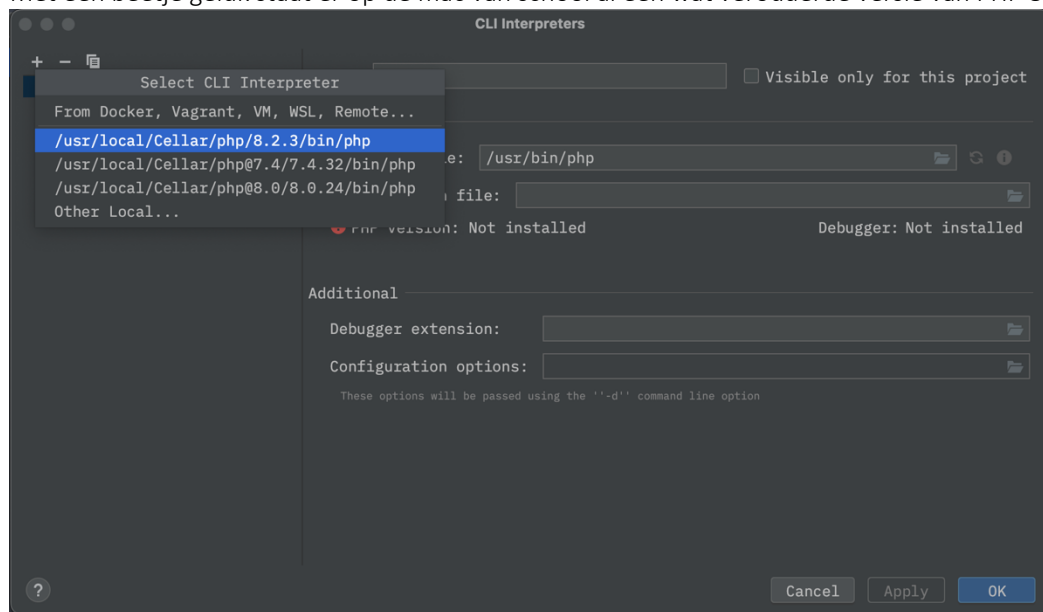 CLI Interpreters
Select CLI Interpreter
Visible only for this project
From Docker, Vagrant, VM, WSL, Remote...
/usr/local/Cellar/php/8.2.3/bin/php
e: /usr/bin/php
/usr/local/Cellar/php@7.4/7.4.32/bin/php
/usr/local/Cellar/php@8.0/8.0.24/bin/php
file:
Other Local...
PHP version: Not installed
Debugger: Not installed
Additional
Debugger extension:
Configuration options:
These options will be passed using the ''-d'' command line option
?
Cancel
Apply
OK